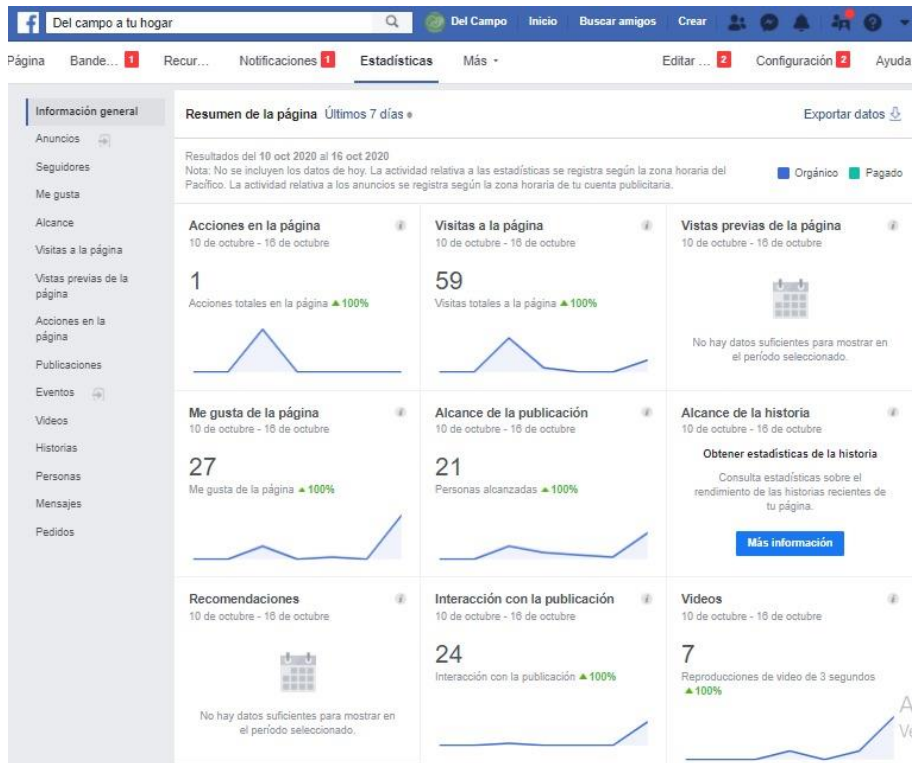 Del campo a tu hogar
Del Campo Inicio Buscar amigos Crear
Página Bande... 1 Recur... Notificaciones 1 Estadísticas Más Editar ... 2 Configuración 2 Ayuda
Información general
Anuncios
Seguidores
Me gusta
Alcance
Visitas a la página
Vistas previas de la
página
Acciones en la
página
Publicaciones
Eventos
Videos
Historias
Personas
Mensajes
Pedidos
Resumen de la página Últimos 7 días
Exportar datos
Resultados del 10 oct 2020 al 16 oct 2020
Nota: No se incluyen los datos de hoy. La actividad relativa a las estadísticas se registra según la zona horaria del
Pacífico. La actividad relativa a los anuncios se registra según la zona horaria de tu cuenta publicitaria.
Orgánico Pagado
Acciones en la página
10 de octubre - 16 de octubre
1
Acciones totales en la página ▲100%
Visitas a la página
10 de octubre - 16 de octubre
59
Visitas totales a la página ▲100%
Vistas previas de la página
10 de octubre - 16 de octubre
No hay datos suficientes para mostrar en
el período seleccionado.
Me gusta de la página
10 de octubre - 16 de octubre
27
Me gusta de la página ▲100%
Alcance de la publicación
10 de octubre - 16 de octubre
21
Personas alcanzadas ▲100%
Alcance de la historia
10 de octubre - 16 de octubre
Obtener estadísticas de la historia
Consulta estadísticas sobre el
rendimiento de las historias recientes de
tu página.
Más información
Recomendaciones
10 de octubre - 16 de octubre
No hay datos suficientes para mostrar en
el período seleccionado.
Interacción con la publicación
10 de octubre - 16 de octubre
24
Interacción con la publicación ▲100%
Videos
10 de octubre - 16 de octubre
7
Reproducciones de video de 3 segundos
▲100%